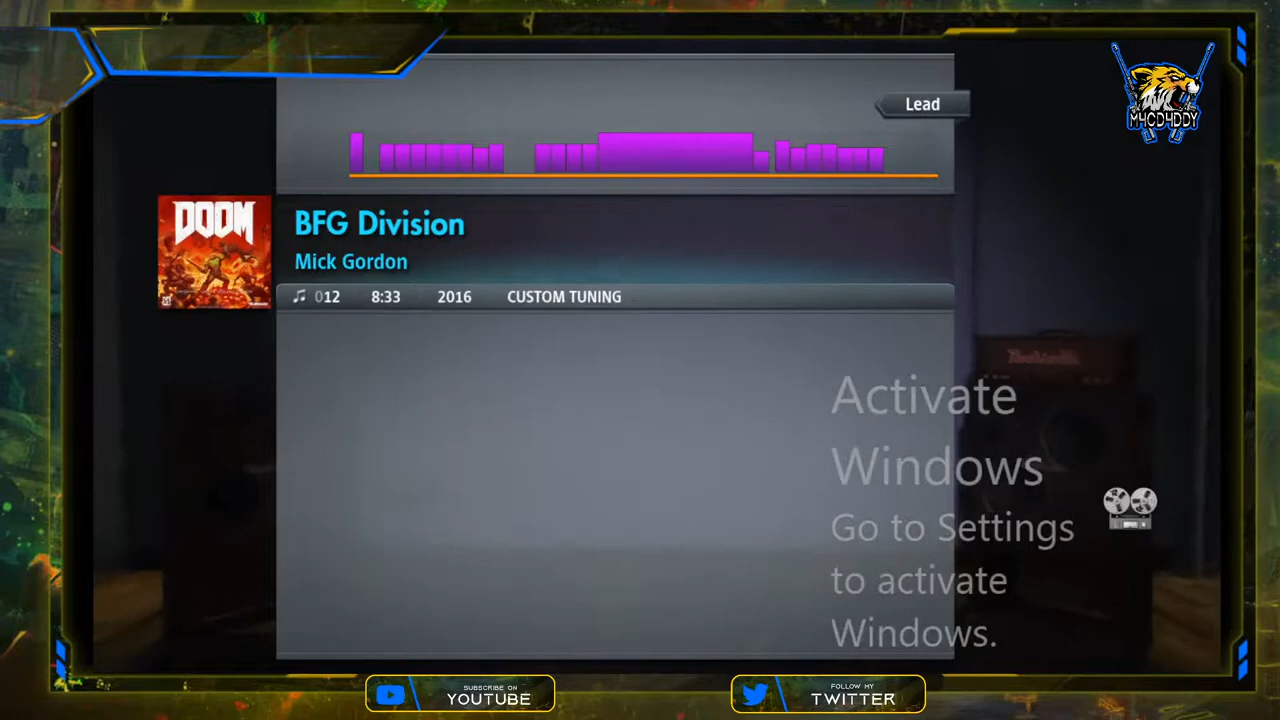 Lead
M4CD4DDY
DOOM
BFG Division
Mick Gordon
012 8:33 2016 CUSTOM TUNING
Activate
Windows
Go to Settings
to activate
Windows.
SUBSCRIBE ON
YOUTUBE
FOLLOW MY
TWITTER